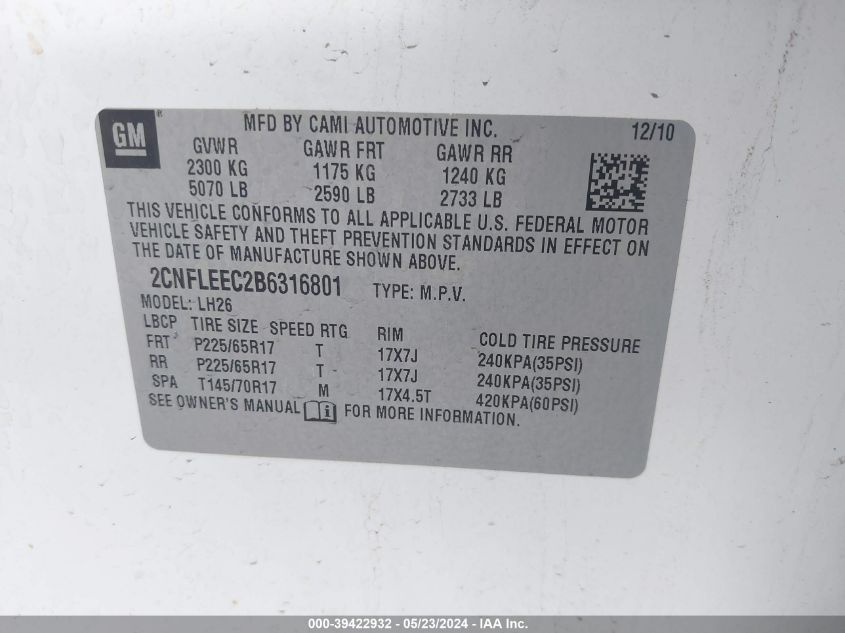 GM ®
MFD BY CAMI AUTOMOTIVE INC. 12/10
GVWR GAWR FRT GAWR RR
2300 KG 1175 KG 1240 KG
5070 LB 2590 LB 2733 LB
THIS VEHICLE CONFORMS TO ALL APPLICABLE U.S. FEDERAL MOTOR
VEHICLE SAFETY AND THEFT PREVENTION STANDARDS IN EFFECT ON
THE DATE OF MANUFACTURE SHOWN ABOVE.
2CNFLEEC2B6316801 TYPE: M.P.V.
MODEL: LH26
LBCP TIRE SIZE SPEED RTG RIM COLD TIRE PRESSURE
FRT P225/65R17 T 17X7J 240KPA(35PSI)
RR P225/65R17 T 17X7J 240KPA(35PSI)
SPA T145/70R17 M 17X4.5T 420KPA(60PSI)
SEE OWNER'S MANUAL i FOR MORE INFORMATION.
000-39422932 - 05/23/2024 - IAA Inc.